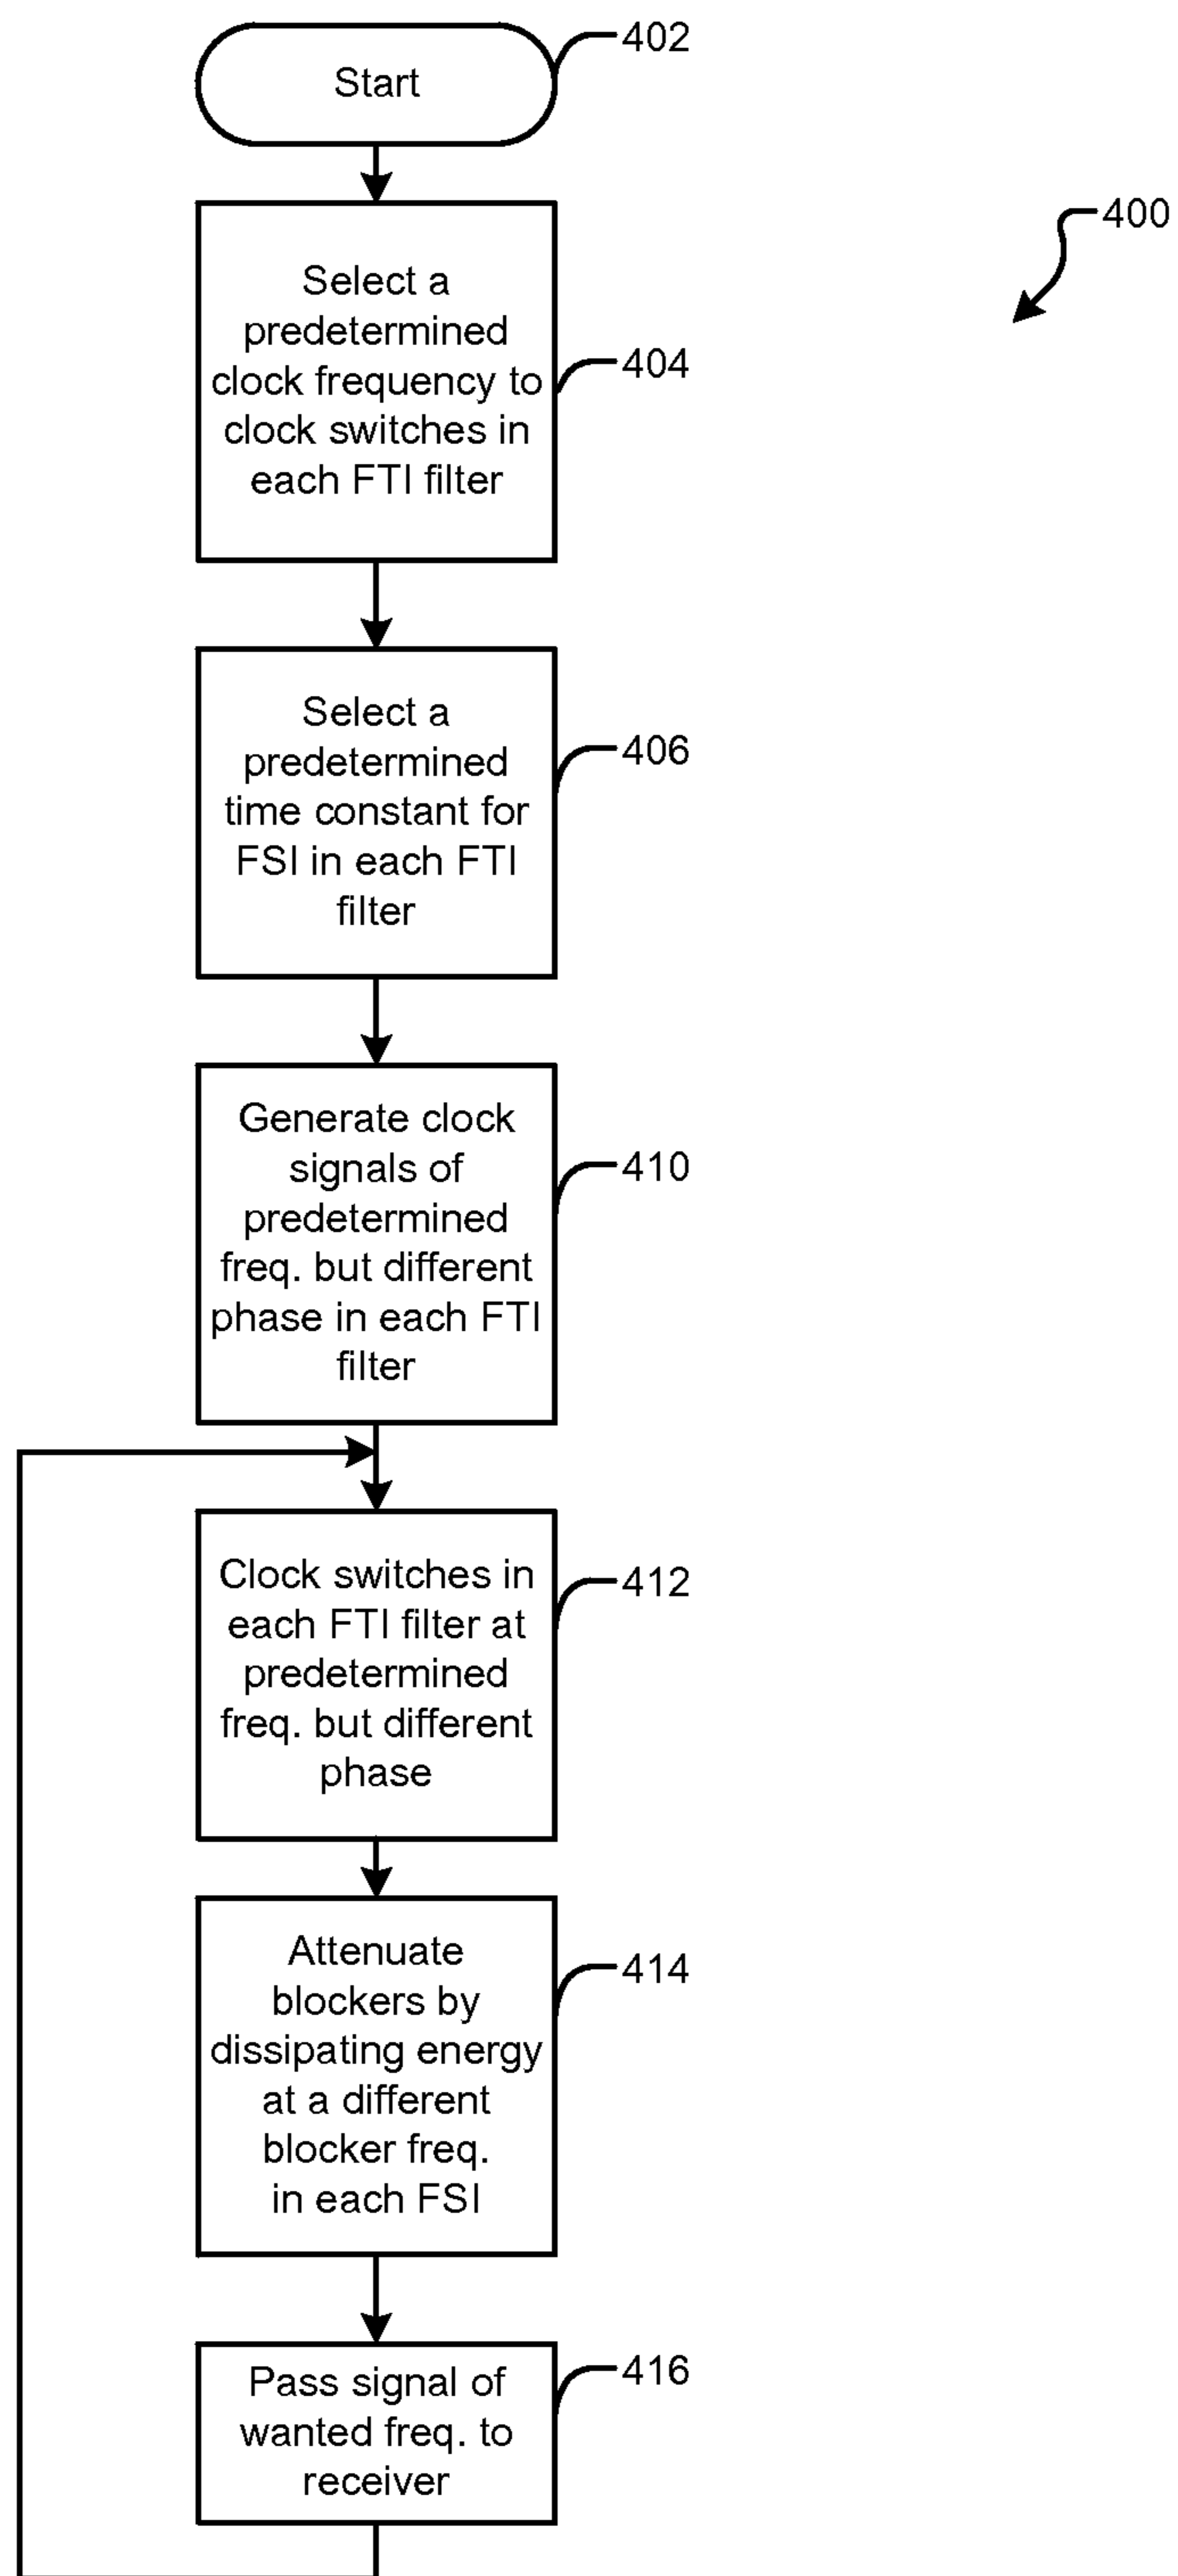 Start
402
400
Select a
predetermined
clock frequency to
clock switches in
each FTI filter
404
Select a
predetermined
time constant for
FSI in each FTI
filter
406
Generate clock
signals of
predetermined
freq. but different
phase in each FTI
filter
410
Clock switches in
each FTI filter at
predetermined
freq. but different
phase
412
Attenuate
blockers by
dissipating energy
at a different
blocker freq.
in each FSI
414
Pass signal of
wanted freq. to
receiver
416